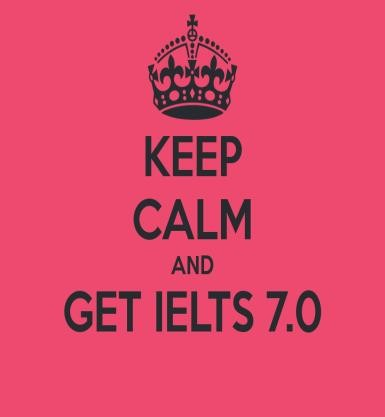 KEEP
CALM
AND
GET IELTS 7.0